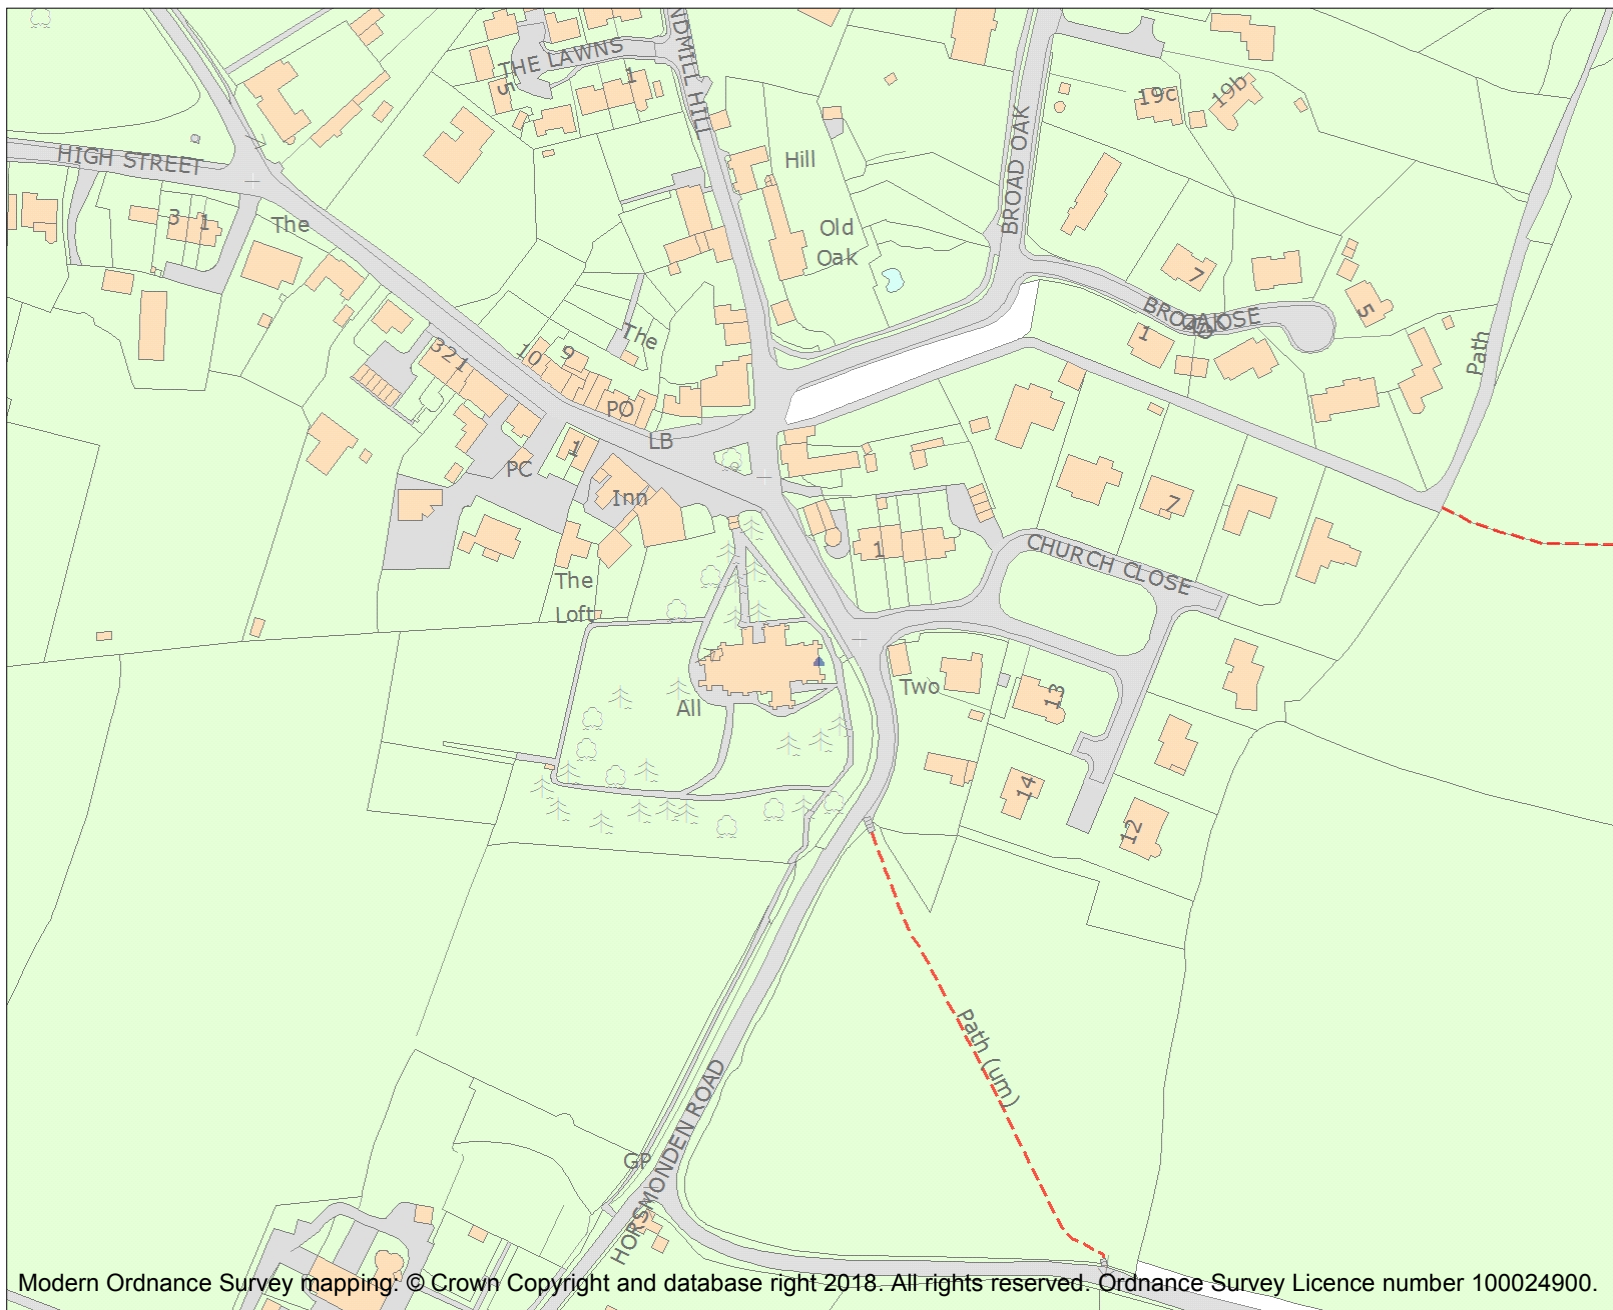 THE LAWNS
5
1
NDMILL HILL
19c
19b
BROAD OAK
Hill
HIGH STREET
3
1
The
Old
Oak
7
5
BROAD
OAK
CLOSE
1
Path
The
321
10
9
PO
LB
1
PC
Inn
7
1
CHURCH CLOSE
The
Loft
Two
13
All
14
12
Path (um)
GP
HORSMONDEN ROAD
Modern Ordnance Survey mapping: © Crown Copyright and database right 2018. All rights reserved. Ordnance Survey Licence number 100024900.